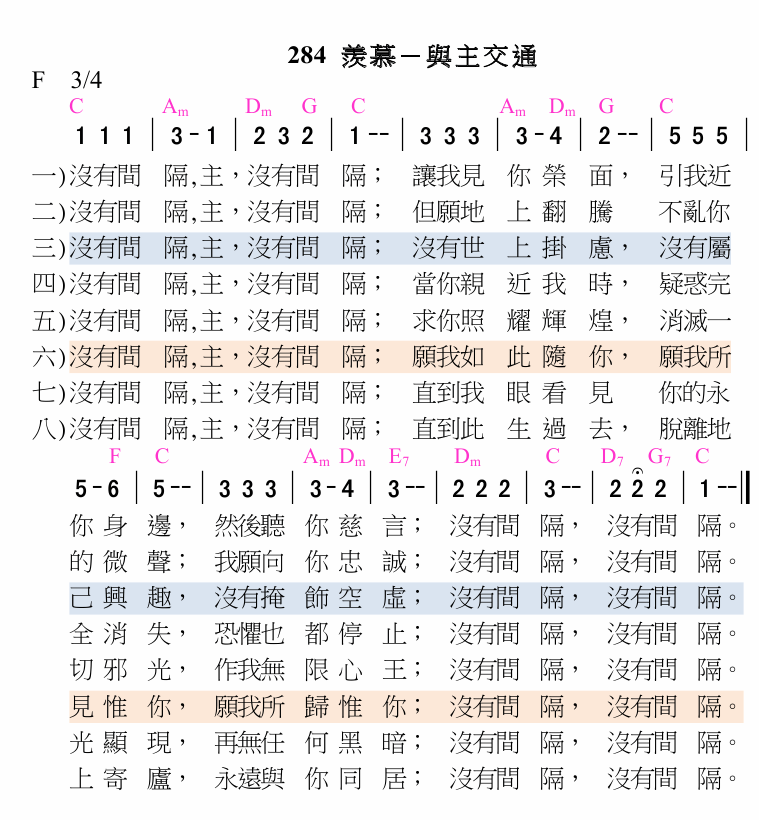 284 羨慕－與主交通
F 3/4
C Am Dm G C Am Dm G C
1 1 1 | 3 - 1 | 2 3 2 | 1 -- | 3 3 3 | 3 - 4 | 2 -- | 5 5 5 |
一)沒有間 隔,主，沒有間 隔； 讓我見 你 榮 面， 引我近
二)沒有間 隔,主，沒有間 隔； 但願地 上 翻 騰 不亂你
三)沒有間 隔,主，沒有間 隔； 沒有世 上 掛 慮， 沒有屬
四)沒有間 隔,主，沒有間 隔； 當你親 近 我 時， 疑惑完
五)沒有間 隔,主，沒有間 隔； 求你照 耀 輝 煌， 消滅一
六)沒有間 隔,主，沒有間 隔； 願我如 此 隨 你， 願我所
七)沒有間 隔,主，沒有間 隔； 直到我 眼 看 見 你的永
八)沒有間 隔,主，沒有間 隔； 直到此 生 過 去， 脫離地
F C Am Dm E7 Dm C D7 G7 C
5 - 6 | 5 -- | 3 3 3 | 3 - 4 | 3 -- | 2 2 2 | 3 -- | 2 2 2 | 1 -- ||
你 身 邊， 然後聽 你 慈 言； 沒有間 隔， 沒有間 隔。
的 微 聲； 我願向 你 忠 誠； 沒有間 隔， 沒有間 隔。
己 興 趣， 沒有掩 飾 空 虛； 沒有間 隔， 沒有間 隔。
全 消 失， 恐懼也 都 停 止； 沒有間 隔， 沒有間 隔。
切 邪 光， 作我無 限 心 王； 沒有間 隔， 沒有間 隔。
見 惟 你， 願我所 歸 惟 你； 沒有間 隔， 沒有間 隔。
光 顯 現， 再無任 何 黑 暗； 沒有間 隔， 沒有間 隔。
上 寄 廬， 永遠與 你 同 居； 沒有間 隔， 沒有間 隔。